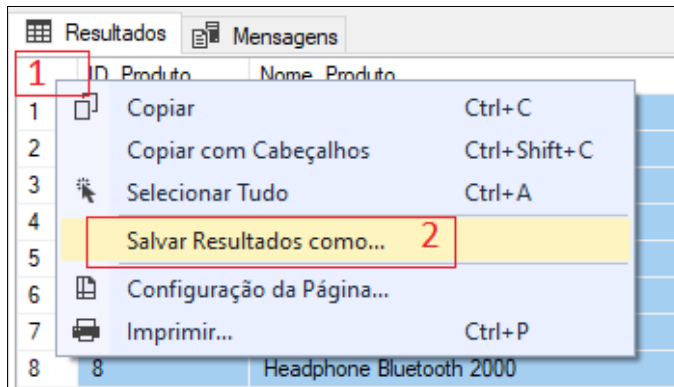 Resultados Mensagens
1 ID_Produto Nome_Produto
1 Copiar Ctrl+C
2 Copiar com Cabeçalhos Ctrl+Shift+C
3 Selecionar Tudo Ctrl+A
4
Salvar Resultados como... 2
5
6 Configuração da Página...
7 Imprimir... Ctrl+P
8 8 Headphone Bluetooth 2000